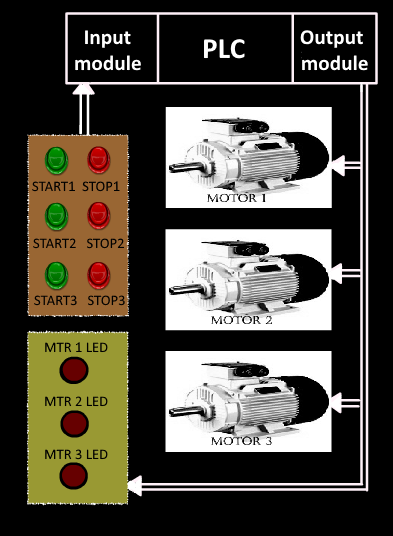 Input
module
PLC
Output
module
START1 STOP1
START2 STOP2
START3 STOP3
MOTOR 1
MOTOR 2
MOTOR 3
MTR 1 LED
MTR 2 LED
MTR 3 LED